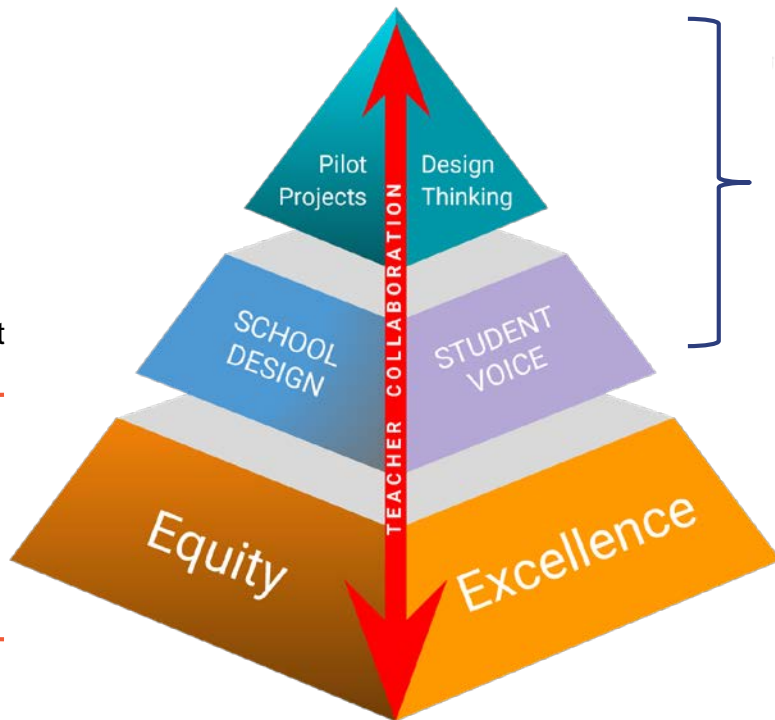 Pilot
Projects
Design
Thinking
TEACHER COLLABORATION
SCHOOL
DESIGN
STUDENT
VOICE
t
Equity
Excellence